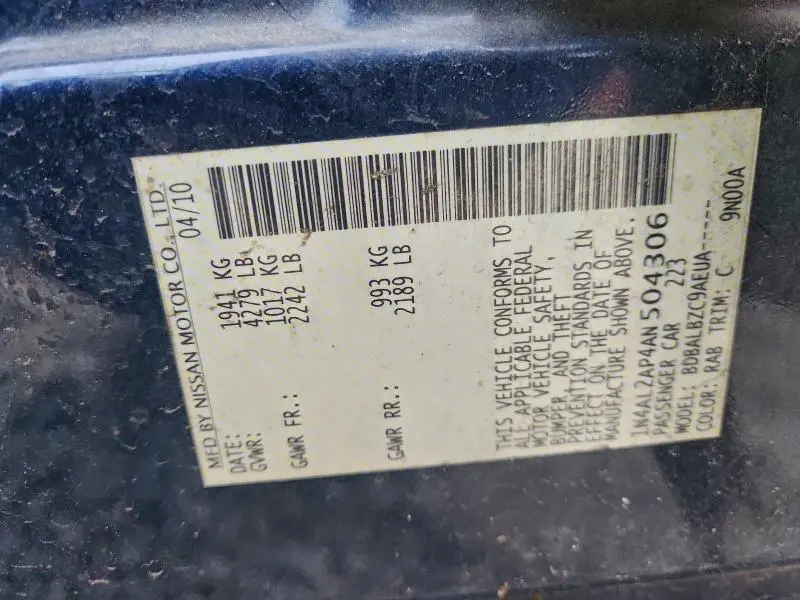 MFD BY NISSAN MOTOR CO., LTD.
DATE: 04/10
GVWR: 1941 KG
4279 LB
GAWR FR.: 1017 KG
2242 LB
GAWR RR.: 993 KG
2189 LB
THIS VEHICLE CONFORMS TO
ALL APPLICABLE FEDERAL
MOTOR VEHICLE SAFETY,
BUMPER, AND THEFT
PREVENTION STANDARDS IN
EFFECT ON THE DATE OF
MANUFACTURE SHOWN ABOVE.
1N4AL2AP4AN504306
PASSENGER CAR 223
MODEL: BDBALBZC9AEUA-----
COLOR: RAB TRIM: C 9N00A